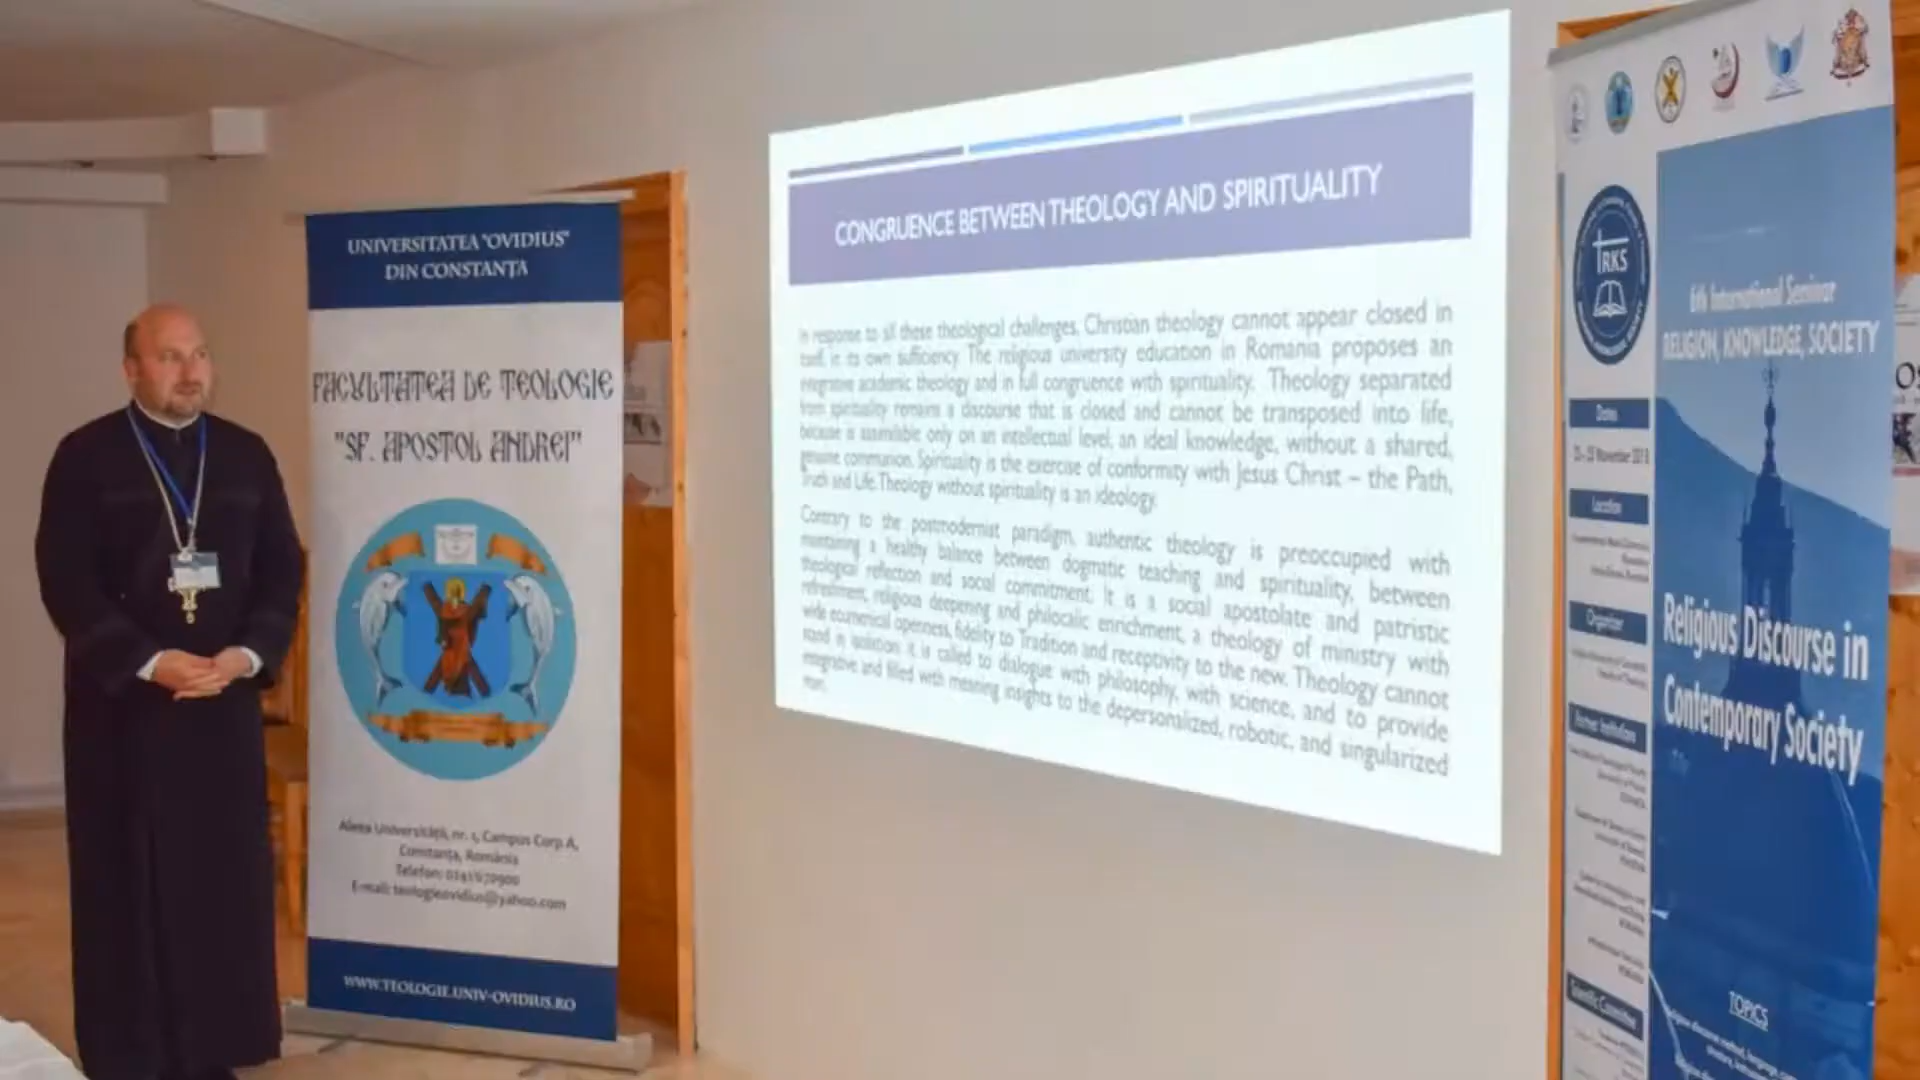 UNIVERSITATEA "OVIDIUS"
DIN CONSTANȚA
FACULTATEA DE TEOLOGIE
"SF. APOSTOL ANDREI"
Aleea Universității, nr. 1, Campus Corp A,
Constanța, România
Telefon:
E-mail: teologieovidius@yahoo.com
WWW.TEOLOGIE.UNIV-OVIDIUS.RO
CONGRUENCE BETWEEN THEOLOGY AND SPIRITUALITY
In response to all these theological challenges, Christian theology cannot appear closed in
itself, in its own sufficiency. The religious university education in Romania proposes an
integrative academic theology and in full congruence with spirituality. Theology separated
from spirituality remains a discourse that is closed and cannot be transposed into life,
because is assimilable only on an intellectual level, an ideal knowledge, without a shared,
genuine communion. Spirituality is the exercise of conformity with Jesus Christ – the Path,
Truth and Life. Theology without spirituality is an ideology.
Contrary to the postmodernist paradigm, authentic theology is preoccupied with
maintaining a healthy balance between dogmatic teaching and spirituality, between
theological reflection and social commitment. It is a social apostolate and patristic
refreshment, religious deepening and philocalic enrichment, a theology of ministry with
wide ecumenical openness, fidelity to Tradition and receptivity to the new. Theology cannot
stand in isolation: it is called to dialogue with philosophy, with science, and to provide
integrative and filled with meaning insights to the depersonalized, robotic, and singularized
man.
RKS
6th International Seminar
RELIGION, KNOWLEDGE, SOCIETY
Religious Discourse in
Contemporary Society
TOPICS
Dates
November
Location
Organizer
Partner Institutions
Scientific Committee